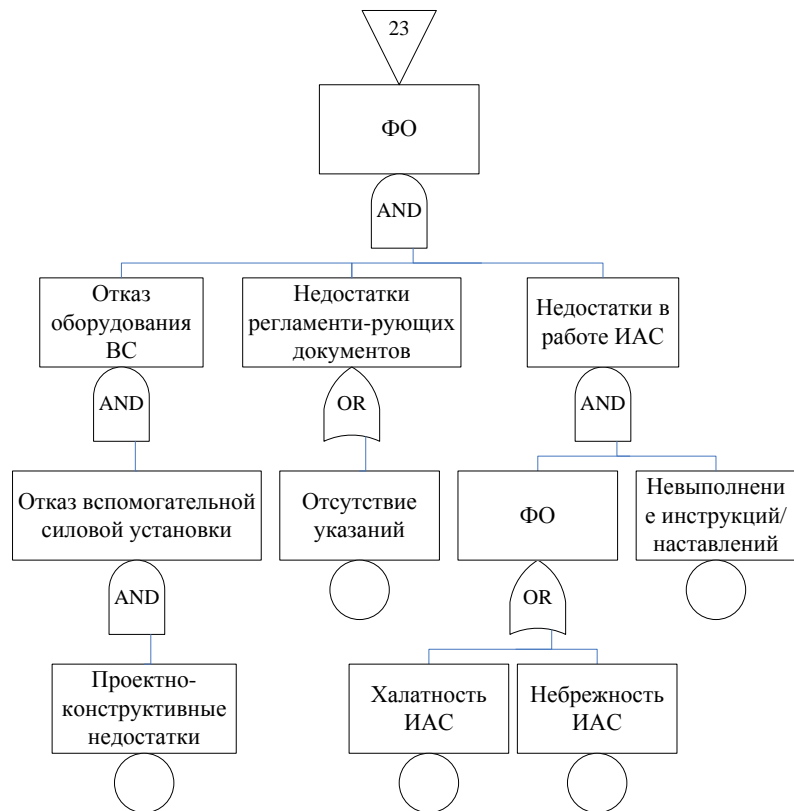 23
ФО
AND
Отказ
оборудования
ВС
Недостатки
регламенти-рующих
документов
Недостатки в
работе ИАС
AND
OR
AND
Отказ вспомогательной
силовой установки
Отсутствие
указаний
ФО
Невыполнени
е инструкций/
наставлений
AND
OR
Проектно-
конструктивные
недостатки
Халатность
ИАС
Небрежность
ИАС